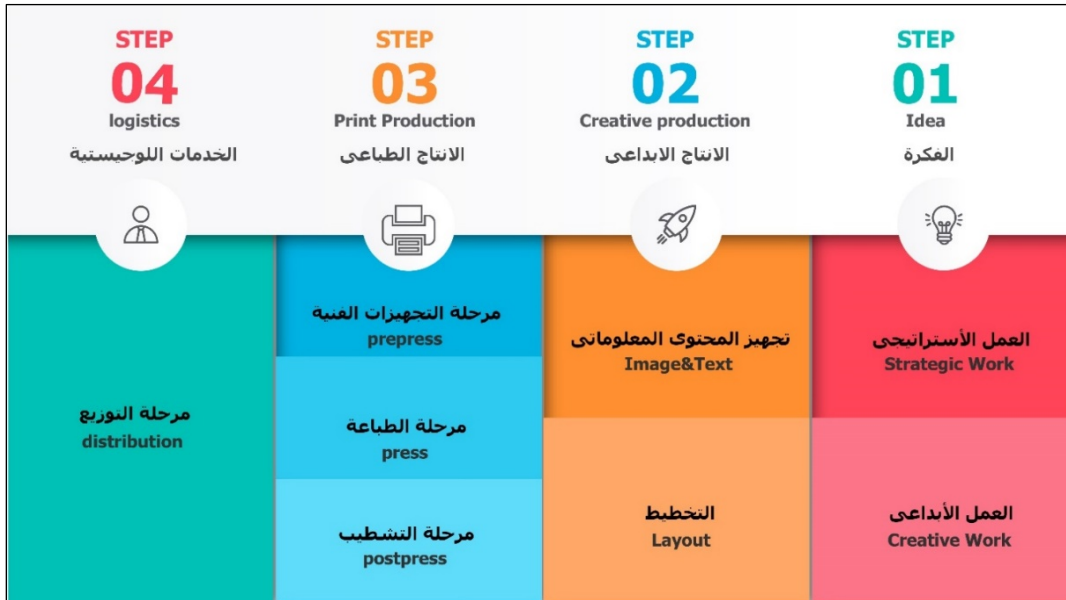 STEP
01
Idea
الفكرة
العمل الأستراتيجى
Strategic Work
العمل الأبداعى
Creative Work
STEP
02
Creative production
الانتاج الابداعى
تجهيز المحتوى المعلوماتى
Image&Text
التخطيط
Layout
STEP
03
Print Production
الانتاج الطباعى
مرحلة التجهيزات الفنية
prepress
مرحلة الطباعة
press
مرحلة التشطيب
postpress
STEP
04
logistics
الخدمات اللوجيستية
مرحلة التوزيع
distribution